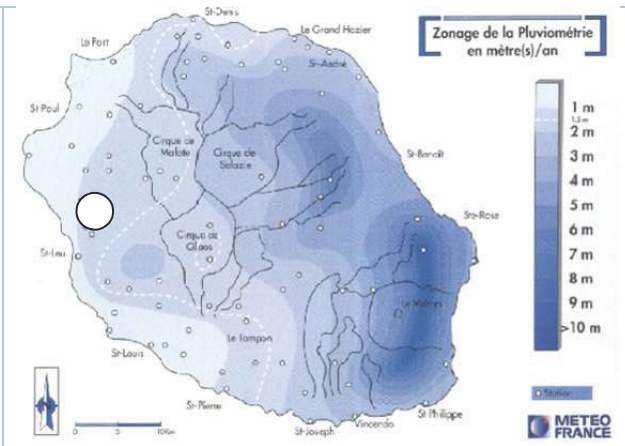 St-Denis
Le Port
Le Grand Hazier
St-André
St-Paul
Cirque de
Mafatte
Cirque de
Salazie
St-Benoît
Ste-Rose
Cirque de
Cilaos
St-Leu
Le Volcan
Le Tampon
St-Louis
St-Pierre
St-Joseph
Vincendo
St Philippe
0 5 10Km
Zonage de la Pluviométrie
en mètre(s)/an
1 m
1,5 m
2 m
3 m
4 m
5 m
6 m
7 m
8 m
9 m
>10 m
Station
METEO
FRANCE